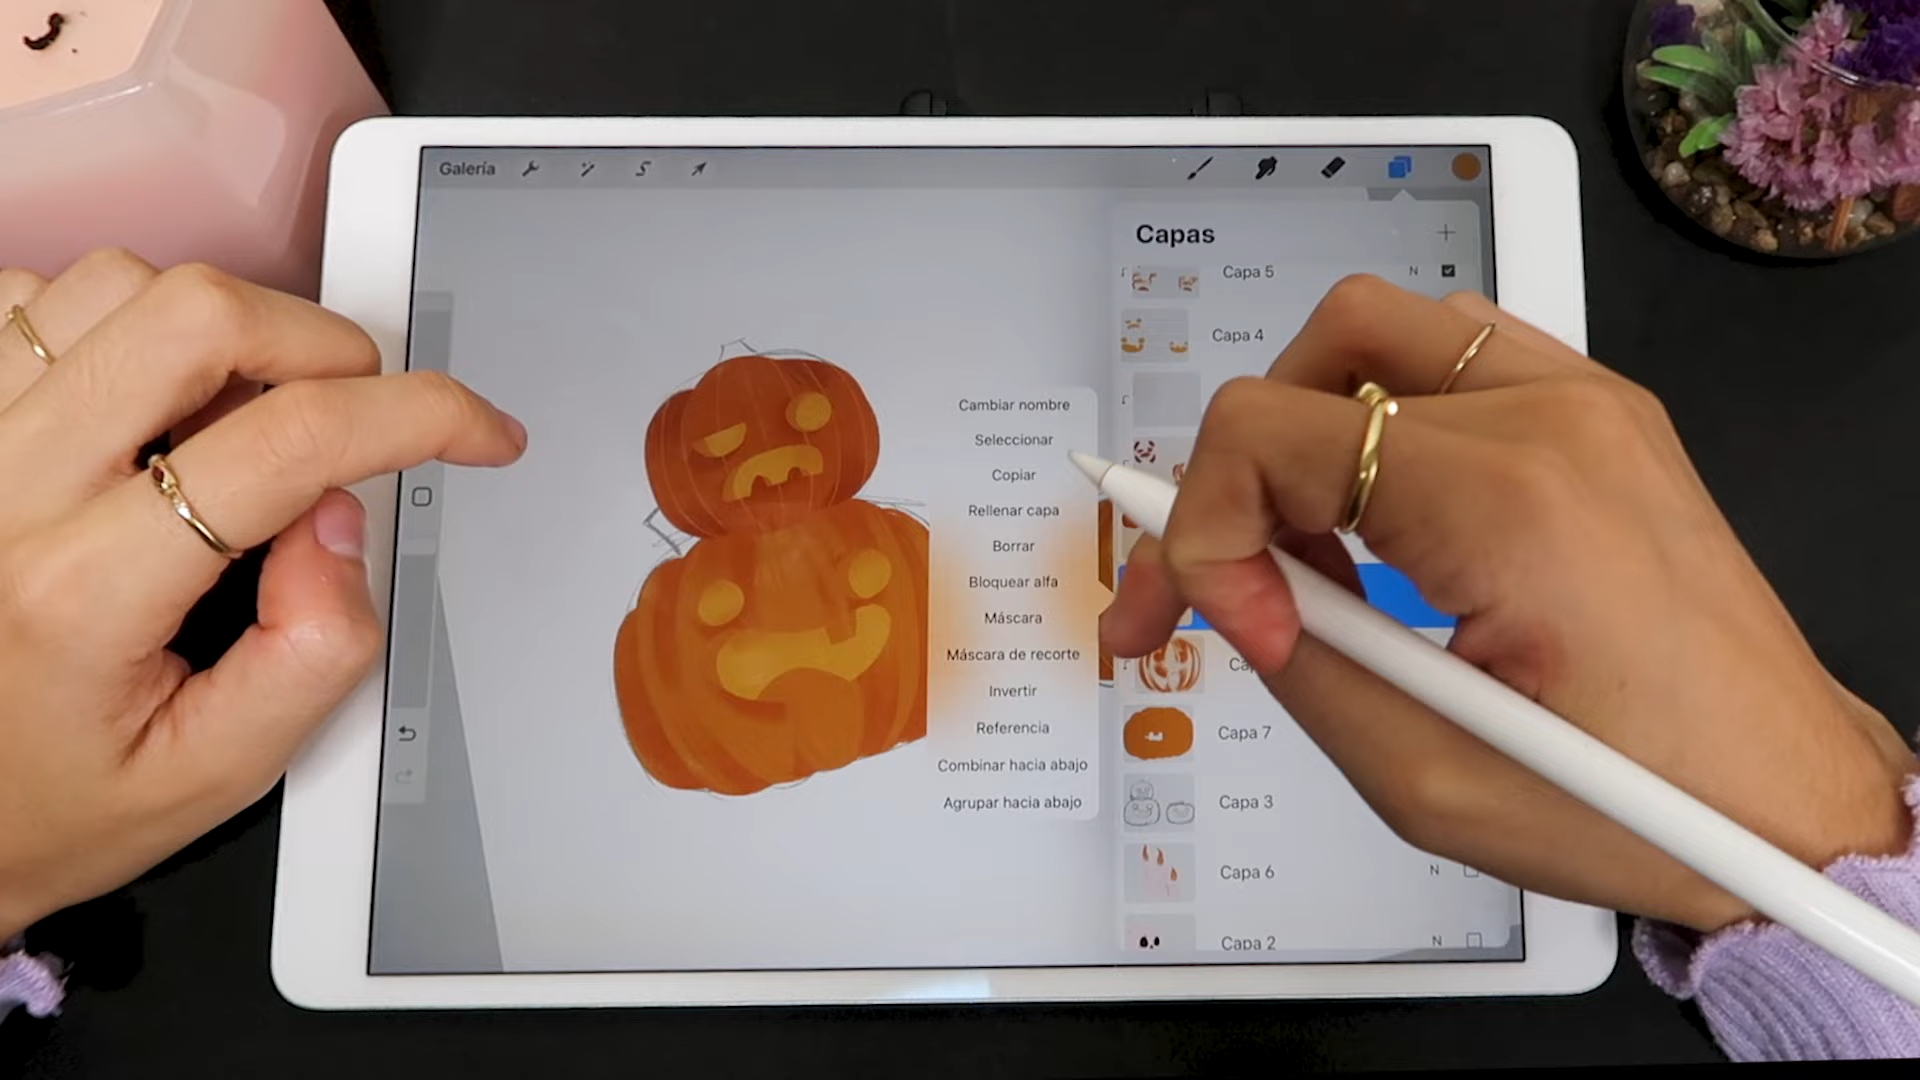 Galería
Capas
Capa 5
N
Capa 4
Cambiar nombre
Seleccionar
Copiar
Rellenar capa
Borrar
Bloquear alfa
Máscara
Máscara de recorte
Invertir
Referencia
Combinar hacia abajo
Agrupar hacia abajo
Capa 7
Capa 3
Capa 6
N
Capa 2
N